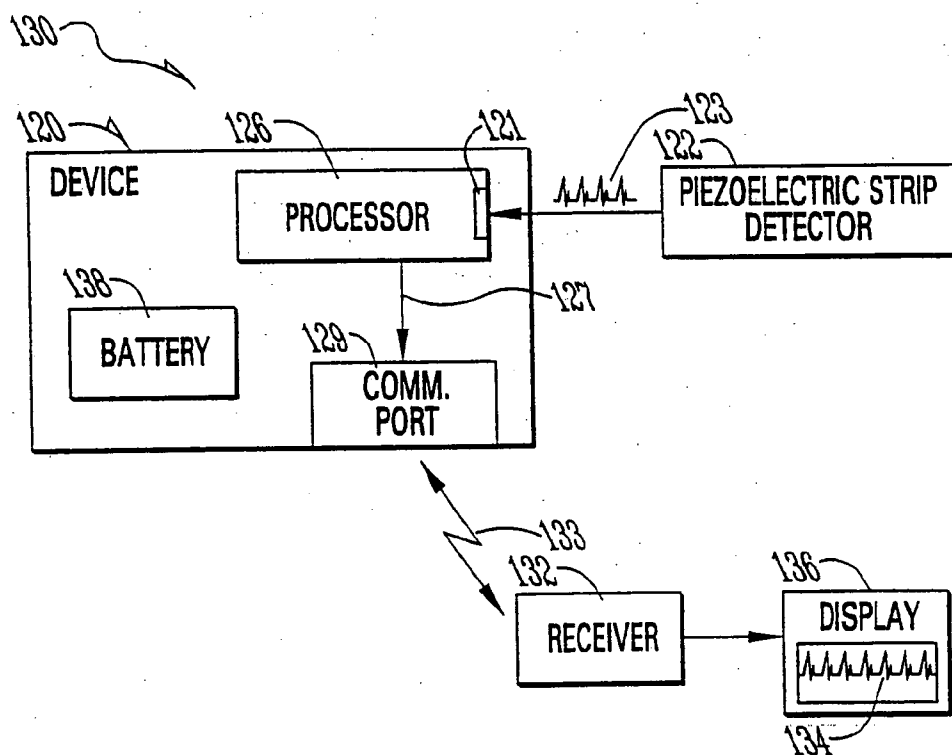 130
120
126
121
123
122
DEVICE
PROCESSOR
PIEZOELECTRIC STRIP
DETECTOR
138
127
BATTERY
129
COMM.
PORT
133
132
136
RECEIVER
DISPLAY
134